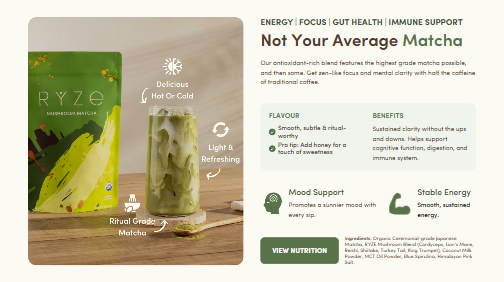 RYZE
MUSHROOM MATCHA
Delicious
Hot Or Cold
Light &
Refreshing
Ritual Grade
Matcha
ENERGY | FOCUS | GUT HEALTH | IMMUNE SUPPORT
Not Your Average Matcha
Our antioxidant-rich blend features the highest grade matcha possible,
and then some. Get zen-like focus and mental clarity with half the caffeine
of traditional coffee.
FLAVOUR
Smooth, subtle & ritual-
worthy
Pro tip: Add honey for a
touch of sweetness
BENEFITS
Sustained clarity without the ups
and downs. Helps support
cognitive function, digestion, and
immune system.
Mood Support
Promotes a sunnier mood with
every sip.
Stable Energy
Smooth, sustained
energy.
VIEW NUTRITION
Ingredients: Organic Ceremonial-grade Japanese
Matcha, RYZE Mushroom Blend (Cordyceps, Lion's Mane,
Reishi, Shiitake, Turkey Tail, King Trumpet), Coconut Milk
Powder, MCT Oil Powder, Blue Spirulina, Himalayan Pink
Salt.